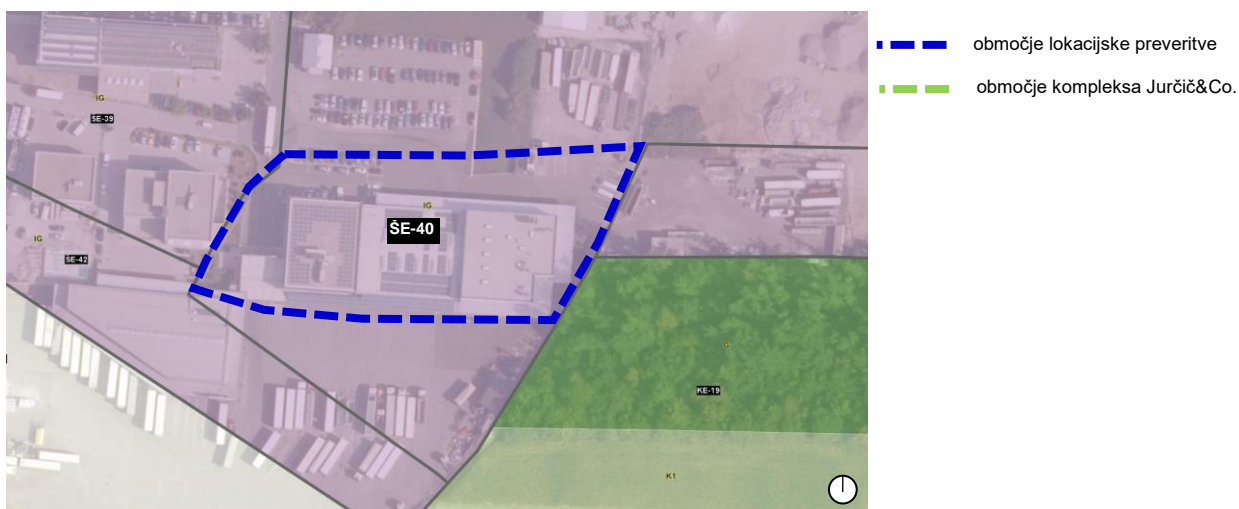 območje lokacijske preveritve
območje kompleksa Jurčič&Co.
IG
ŠE-39
IG
ŠE-40
IG
ŠE-42
G
KE-19
K1